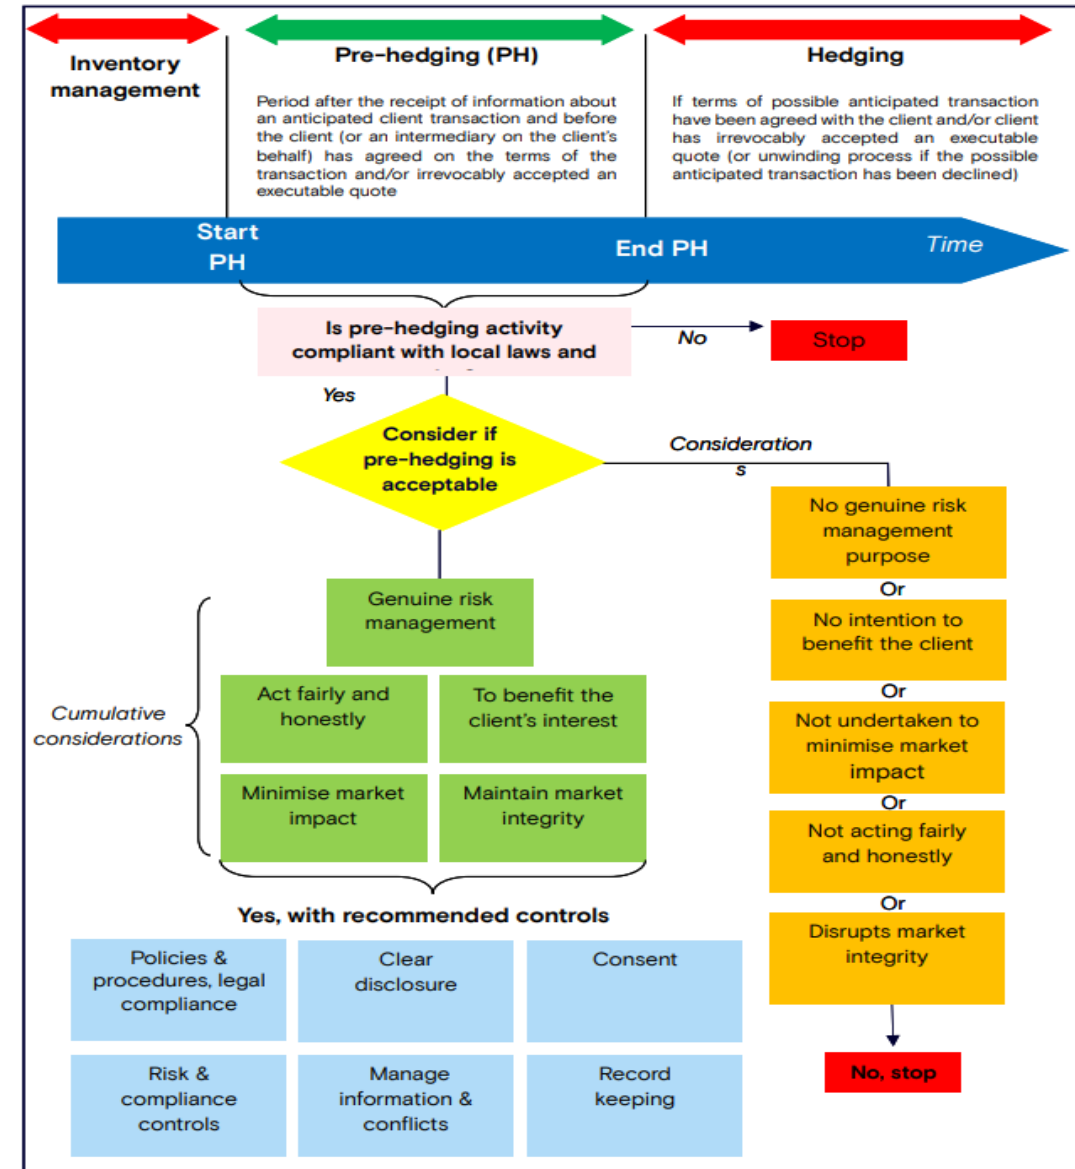 Inventory
management
Pre-hedging (PH)
Period after the receipt of information about
an anticipated client transaction and before
the client (or an intermediary on the client's
behalf) has agreed on the terms of the
transaction and/or irrevocably accepted an
executable quote
Hedging
If terms of possible anticipated transaction
have been agreed with the client and/or client
has irrevocably accepted an executable
quote (or unwinding process if the possible
anticipated transaction has been declined)
Start
PH
End PH
Time
Is pre-hedging activity
compliant with local laws and
No
Stop
Yes
Consider if
pre-hedging is
acceptable
Consideration
s
No genuine risk
management
purpose
Or
No intention to
benefit the client
Or
Not undertaken to
minimise market
impact
Or
Not acting fairly
and honestly
Or
Disrupts market
integrity
No, stop
Genuine risk
management
Act fairly and
honestly
To benefit the
client's interest
Cumulative
considerations
Minimise market
impact
Maintain market
integrity
Yes, with recommended controls
Policies &
procedures, legal
compliance
Clear
disclosure
Consent
Risk &
compliance
controls
Manage
information &
conflicts
Record
keeping